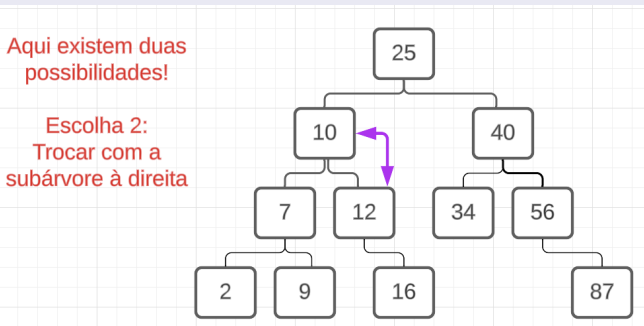 Aqui existem duas
possibilidades!
Escolha 2:
Trocar com a
subárvore à direita
25
10
40
7
12
34
56
2
9
16
87